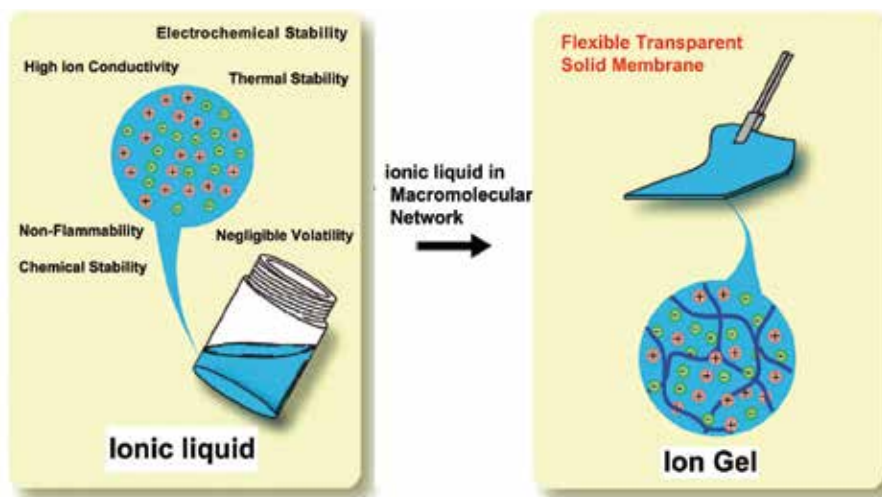 Electrochemical Stability
High Ion Conductivity
Thermal Stability
Non-Flammability
Negligible Volatility
Chemical Stability
Ionic liquid
ionic liquid in
Macromolecular
Network
Flexible Transparent
Solid Membrane
Ion Gel